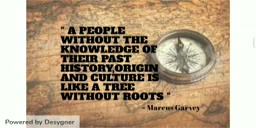 " A PEOPLE
WITHOUT THE
KNOWLEDGE OF
THEIR PAST
HISTORY,ORIGIN
AND CULTURE IS
LIKE A TREE
WITHOUT ROOTS "
- Marcus Garvey
Powered by Desygner